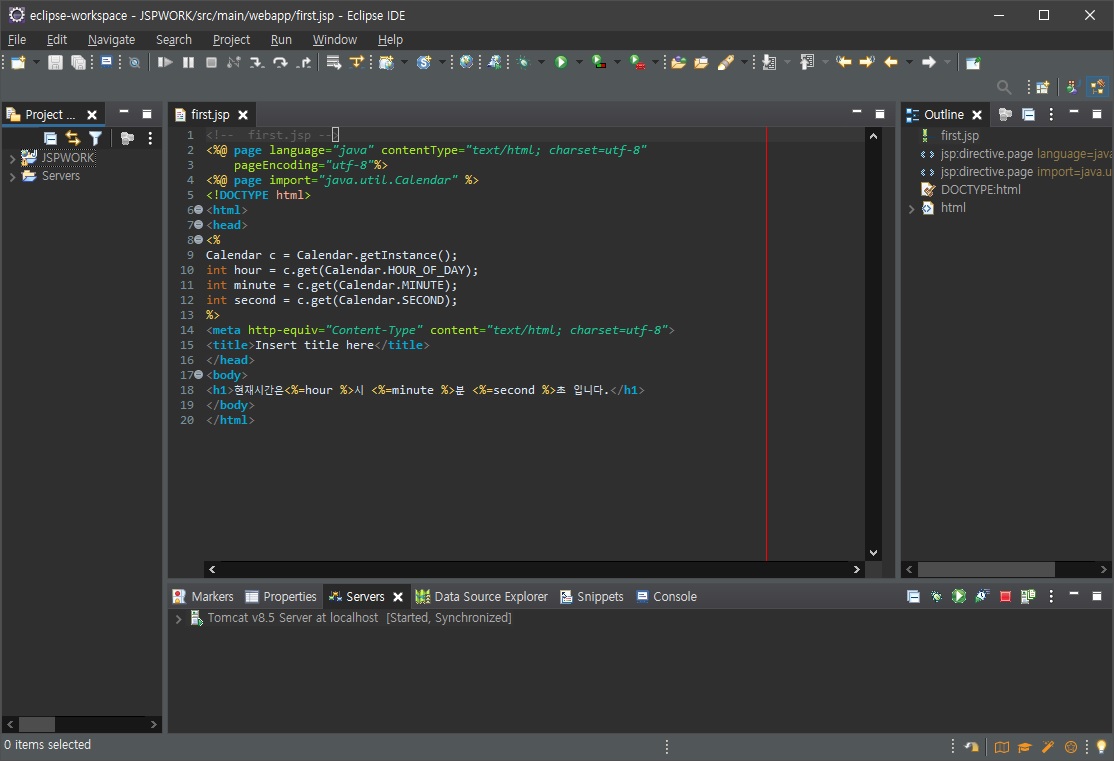 eclipse-workspace - JSPWORK/src/main/webapp/first.jsp - Eclipse IDE
File Edit Navigate Search Project Run Window Help
Project ...
JSPWORK
Servers
first.jsp
1 <!-- first.jsp -->
2 <%@ page language="java" contentType="text/html; charset=utf-8"
3 pageEncoding="utf-8"%>
4 <%@ page import="java.util.Calendar" %>
5 <!DOCTYPE html>
6 <html>
7 <head>
8 <%
9 Calendar c = Calendar.getInstance();
10 int hour = c.get(Calendar.HOUR_OF_DAY);
11 int minute = c.get(Calendar.MINUTE);
12 int second = c.get(Calendar.SECOND);
13 %>
14 <meta http-equiv="Content-Type" content="text/html; charset=utf-8">
15 <title>Insert title here</title>
16 </head>
17 <body>
18 <h1>현재시간은<%=hour %>시 <%=minute %>분 <%=second %>초 입니다.</h1>
19 </body>
20 </html>
Outline
first.jsp
jsp:directive.page language=java
jsp:directive.page import=java.u
DOCTYPE:html
html
Markers Properties Servers Data Source Explorer Snippets Console
Tomcat v8.5 Server at localhost [Started, Synchronized]
0 items selected